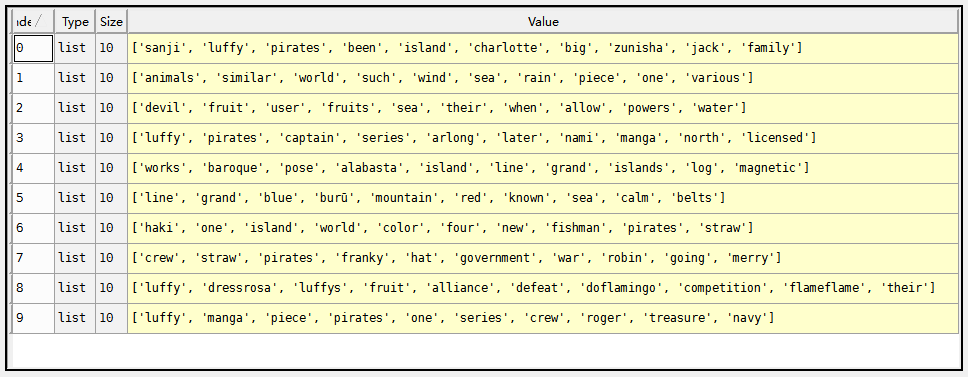 ıde Type Size Value
0 list 10 ['sanji', 'luffy', 'pirates', 'been', 'island', 'charlotte', 'big', 'zunisha', 'jack', 'family']
1 list 10 ['animals', 'similar', 'world', 'such', 'wind', 'sea', 'rain', 'piece', 'one', 'various']
2 list 10 ['devil', 'fruit', 'user', 'fruits', 'sea', 'their', 'when', 'allow', 'powers', 'water']
3 list 10 ['luffy', 'pirates', 'captain', 'series', 'arlong', 'later', 'nami', 'manga', 'north', 'licensed']
4 list 10 ['works', 'baroque', 'pose', 'alabasta', 'island', 'line', 'grand', 'islands', 'log', 'magnetic']
5 list 10 ['line', 'grand', 'blue', 'burū', 'mountain', 'red', 'known', 'sea', 'calm', 'belts']
6 list 10 ['haki', 'one', 'island', 'world', 'color', 'four', 'new', 'fishman', 'pirates', 'straw']
7 list 10 ['crew', 'straw', 'pirates', 'franky', 'hat', 'government', 'war', 'robin', 'going', 'merry']
8 list 10 ['luffy', 'dressrosa', 'luffys', 'fruit', 'alliance', 'defeat', 'doflamingo', 'competition', 'flameflame', 'their']
9 list 10 ['luffy', 'manga', 'piece', 'pirates', 'one', 'series', 'crew', 'roger', 'treasure', 'navy']